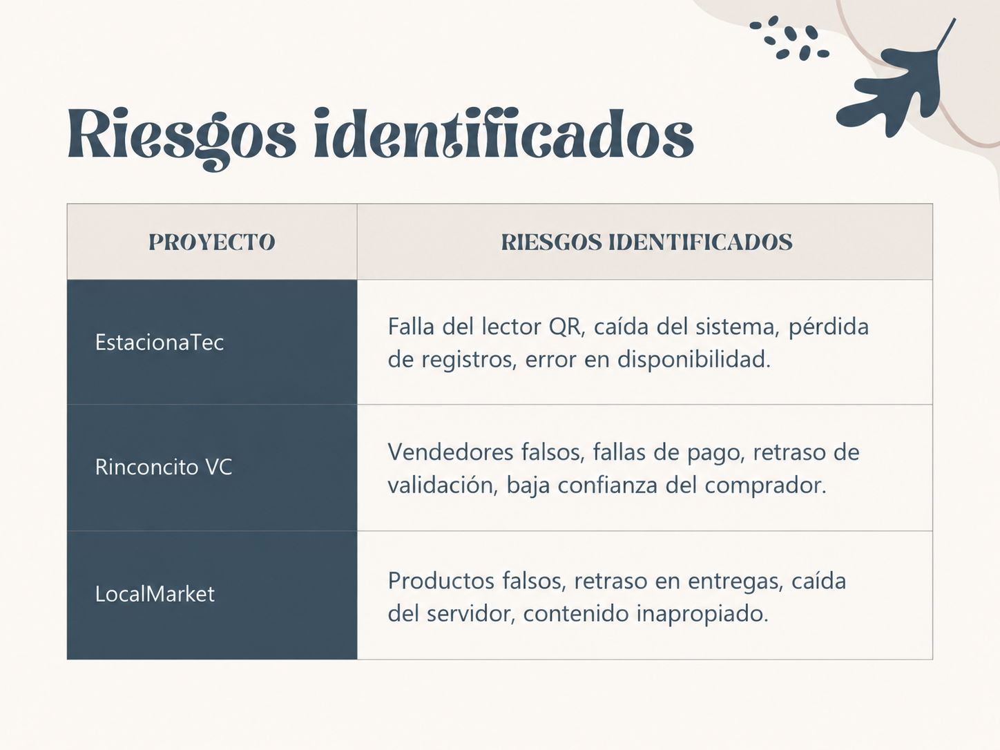 Riesgos identificados
PROYECTO
RIESGOS IDENTIFICADOS
EstacionaTec
Falla del lector QR, caída del sistema, pérdida
de registros, error en disponibilidad.
Rinconcito VC
Vendedores falsos, fallas de pago, retraso de
validación, baja confianza del comprador.
LocalMarket
Productos falsos, retraso en entregas, caída
del servidor, contenido inapropiado.